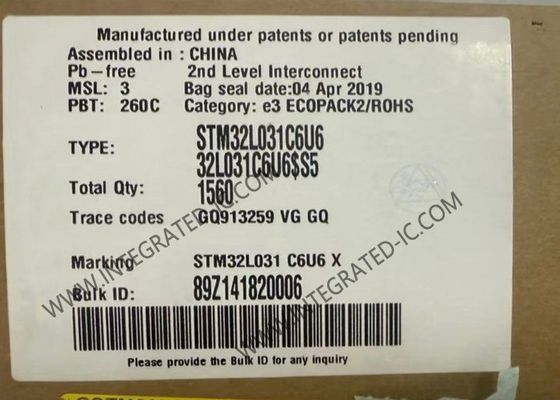 Manufactured under patents or patents pending
Assembled in : CHINA
Pb-free 2nd Level Interconnect
MSL: 3 Bag seal date:04 Apr 2019
PBT: 260C Category: e3 ECOPACK2/ROHS
TYPE: STM32L031C6U6
32L031C6U6$S5
Total Qty: 1560
Trace codes GQ913259 VG GQ
Marking STM32L031 C6U6 X
Bulk ID: 89Z141820006
Please provide the Bulk ID for any inquiry
WWW.INTEGRATED-IC.COM
WWW.INTEGRATED-IC.COM